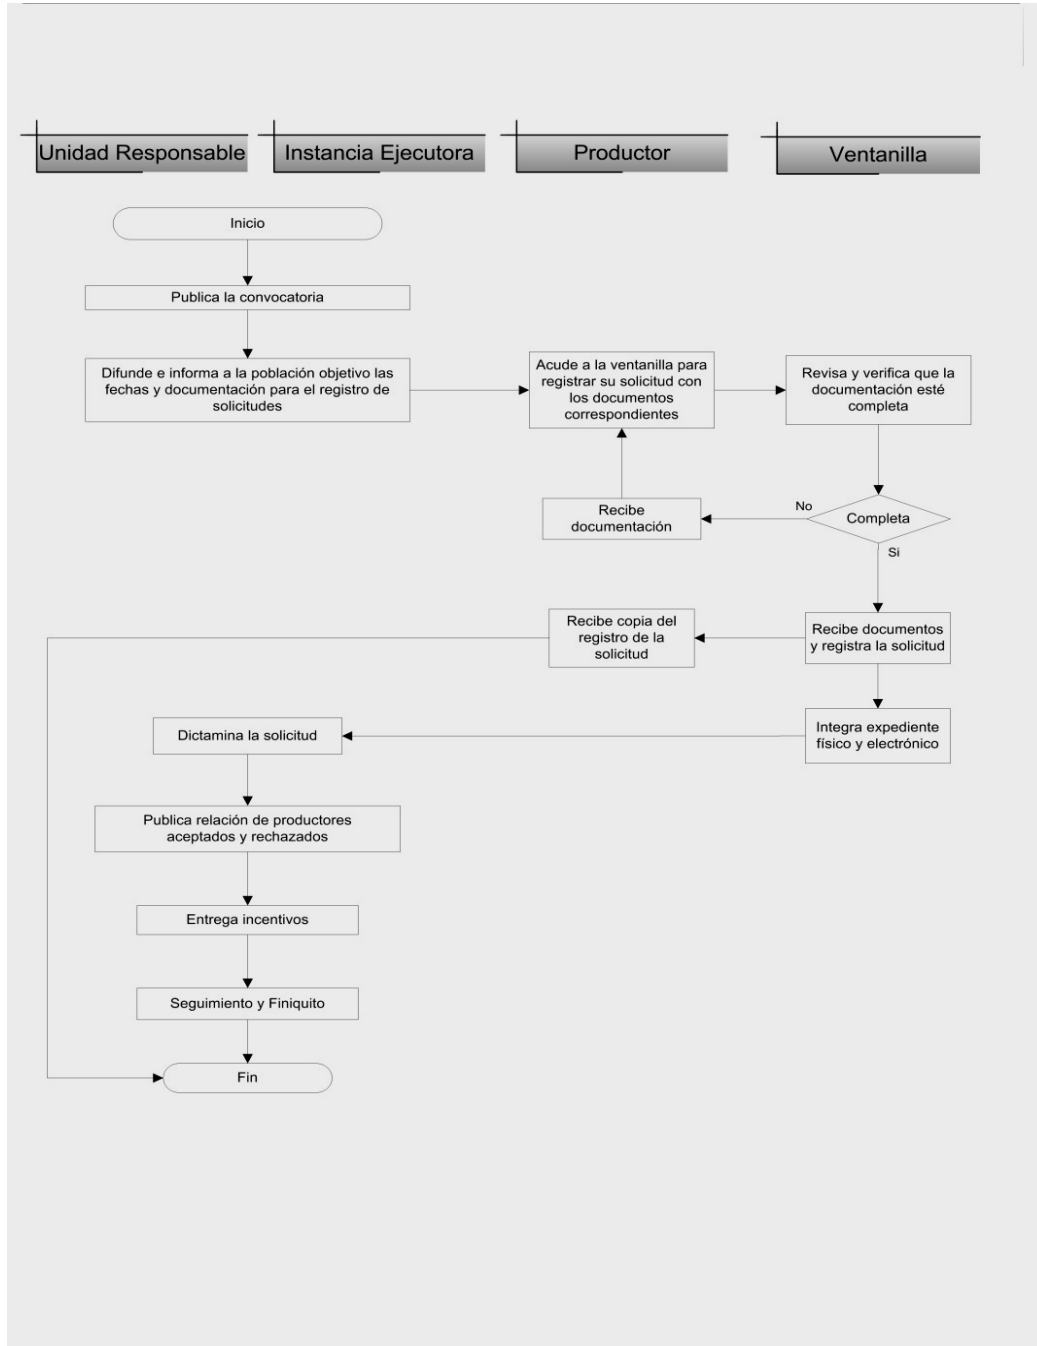 Unidad Responsable
Instancia Ejecutora
Productor
Ventanilla
Inicio
Publica la convocatoria
Difunde e informa a la población objetivo las
fechas y documentación para el registro de
solicitudes
Acude a la ventanilla para
registrar su solicitud con
los documentos
correspondientes
Revisa y verifica que la
documentación esté
completa
No
Completa
Recibe
documentación
Si
Recibe copia del
registro de la
solicitud
Recibe documentos
y registra la solicitud
Dictamina la solicitud
Integra expediente
físico y electrónico
Publica relación de productores
aceptados y rechazados
Entrega incentivos
Seguimiento y Finiquito
Fin